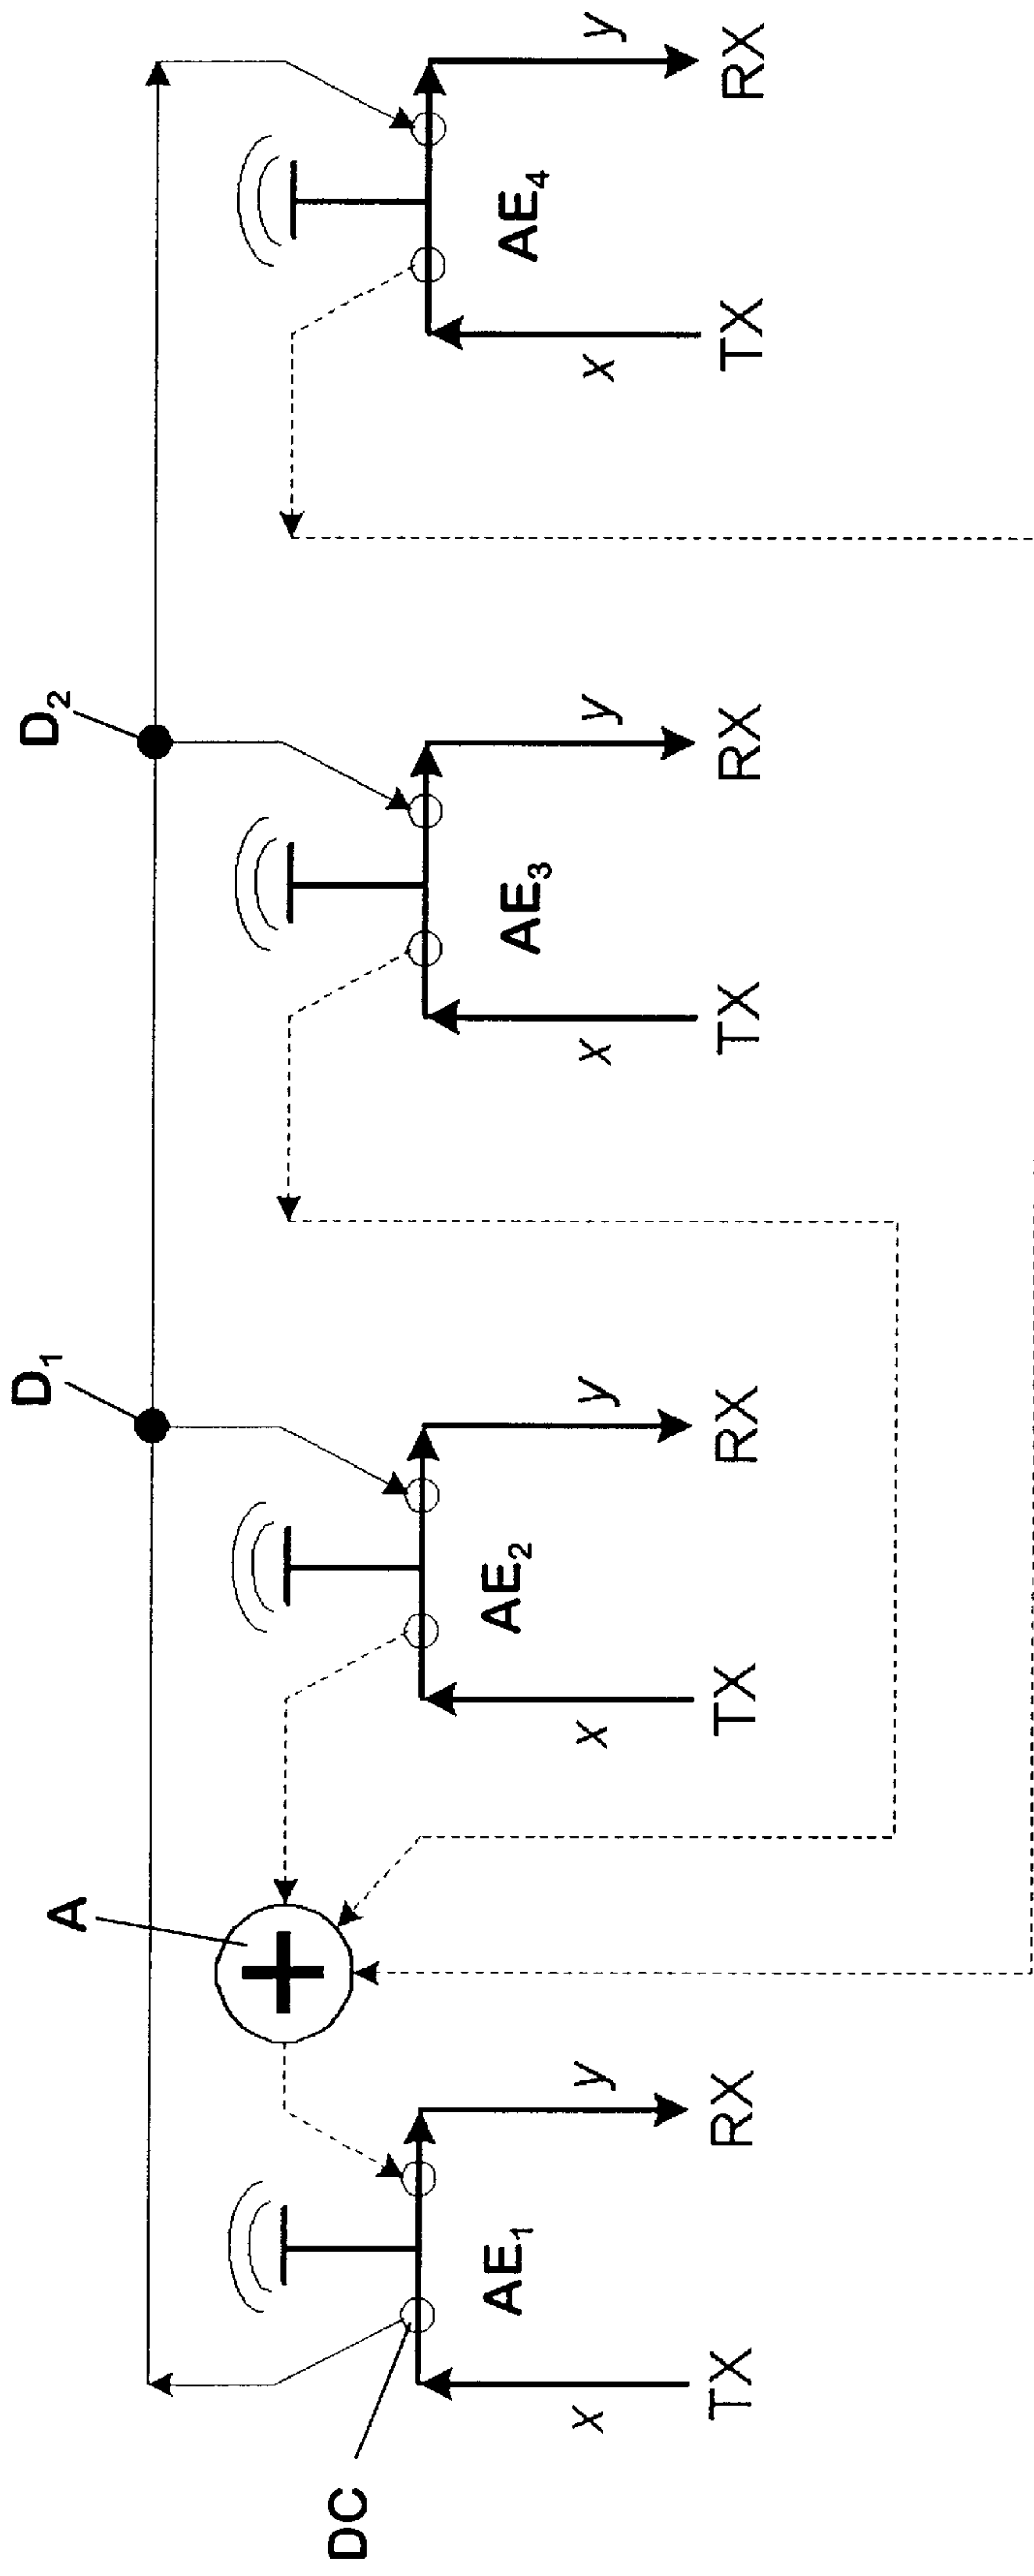 D₁
D₂
A
DC
AE₁
AE₂
AE₃
AE₄
x
y
x
y
x
y
x
y
TX
RX
TX
RX
TX
RX
TX
RX